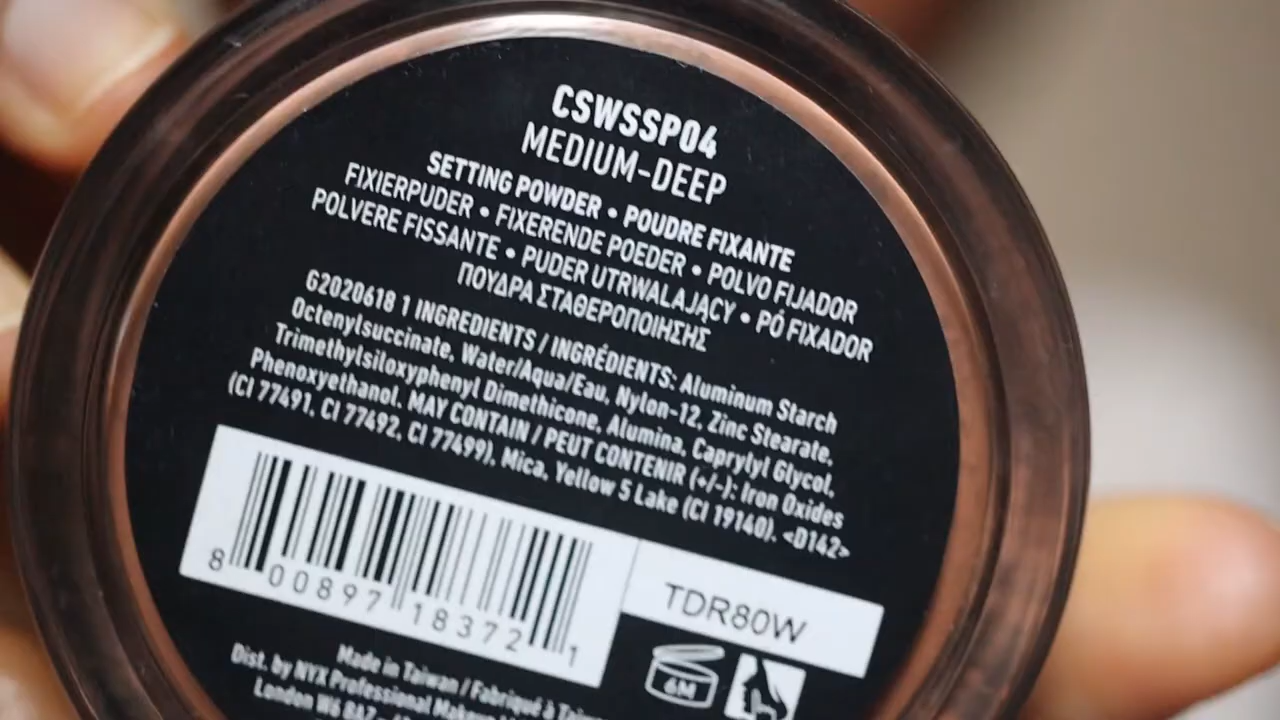 CSWSSP04
MEDIUM-DEEP
SETTING POWDER • POUDRE FIXANTE
FIXIERPUDER • FIXERENDE POEDER • POLVO FIJADOR
POLVERE FISSANTE • PUDER UTRWALAJĄCY • PÓ FIXADOR
ΠΟΥΔΡΑ ΣΤΑΘΕΡΟΠΟΙΗΣΗΣ
G2020618 1 INGREDIENTS / INGRÉDIENTS: Aluminum Starch
Octenylsuccinate, Water/Aqua/Eau, Nylon-12, Zinc Stearate,
Trimethylsiloxyphenyl Dimethicone, Alumina, Caprylyl Glycol,
Phenoxyethanol. MAY CONTAIN / PEUT CONTENIR (+/-): Iron Oxides
(CI 77491, CI 77492, CI 77499), Mica, Yellow 5 Lake (CI 19140). <D142>
8 00897 18372 1
TDR80W
6M
Made in Taiwan / Fabriqué à
Dist. by NYX Professional Makeup
London W6 8AZ